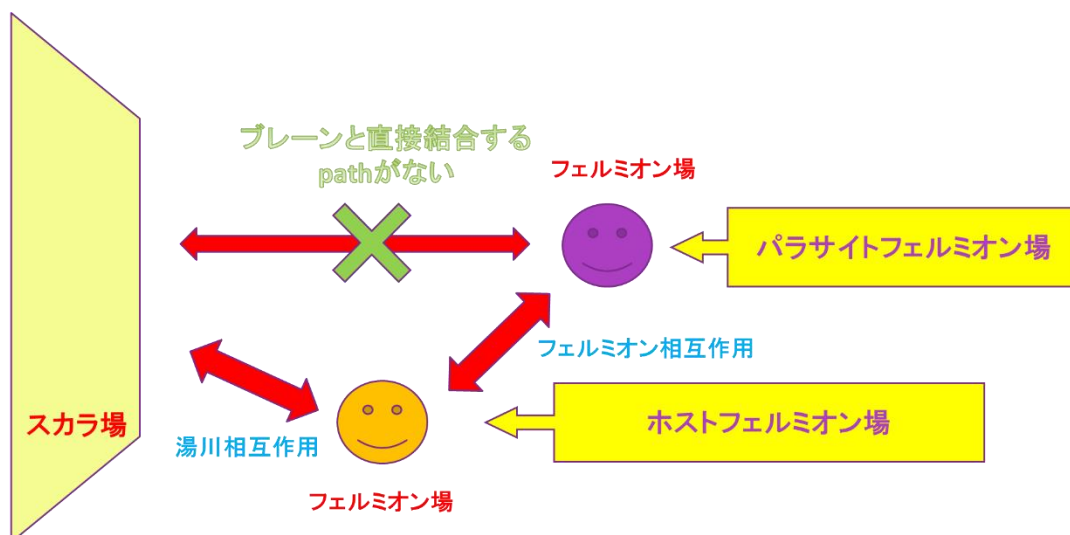 ブレーンと直接結合する
pathがない
フェルミオン場
パラサイトフェルミオン場
フェルミオン相互作用
スカラ場
湯川相互作用
ホストフェルミオン場
フェルミオン場